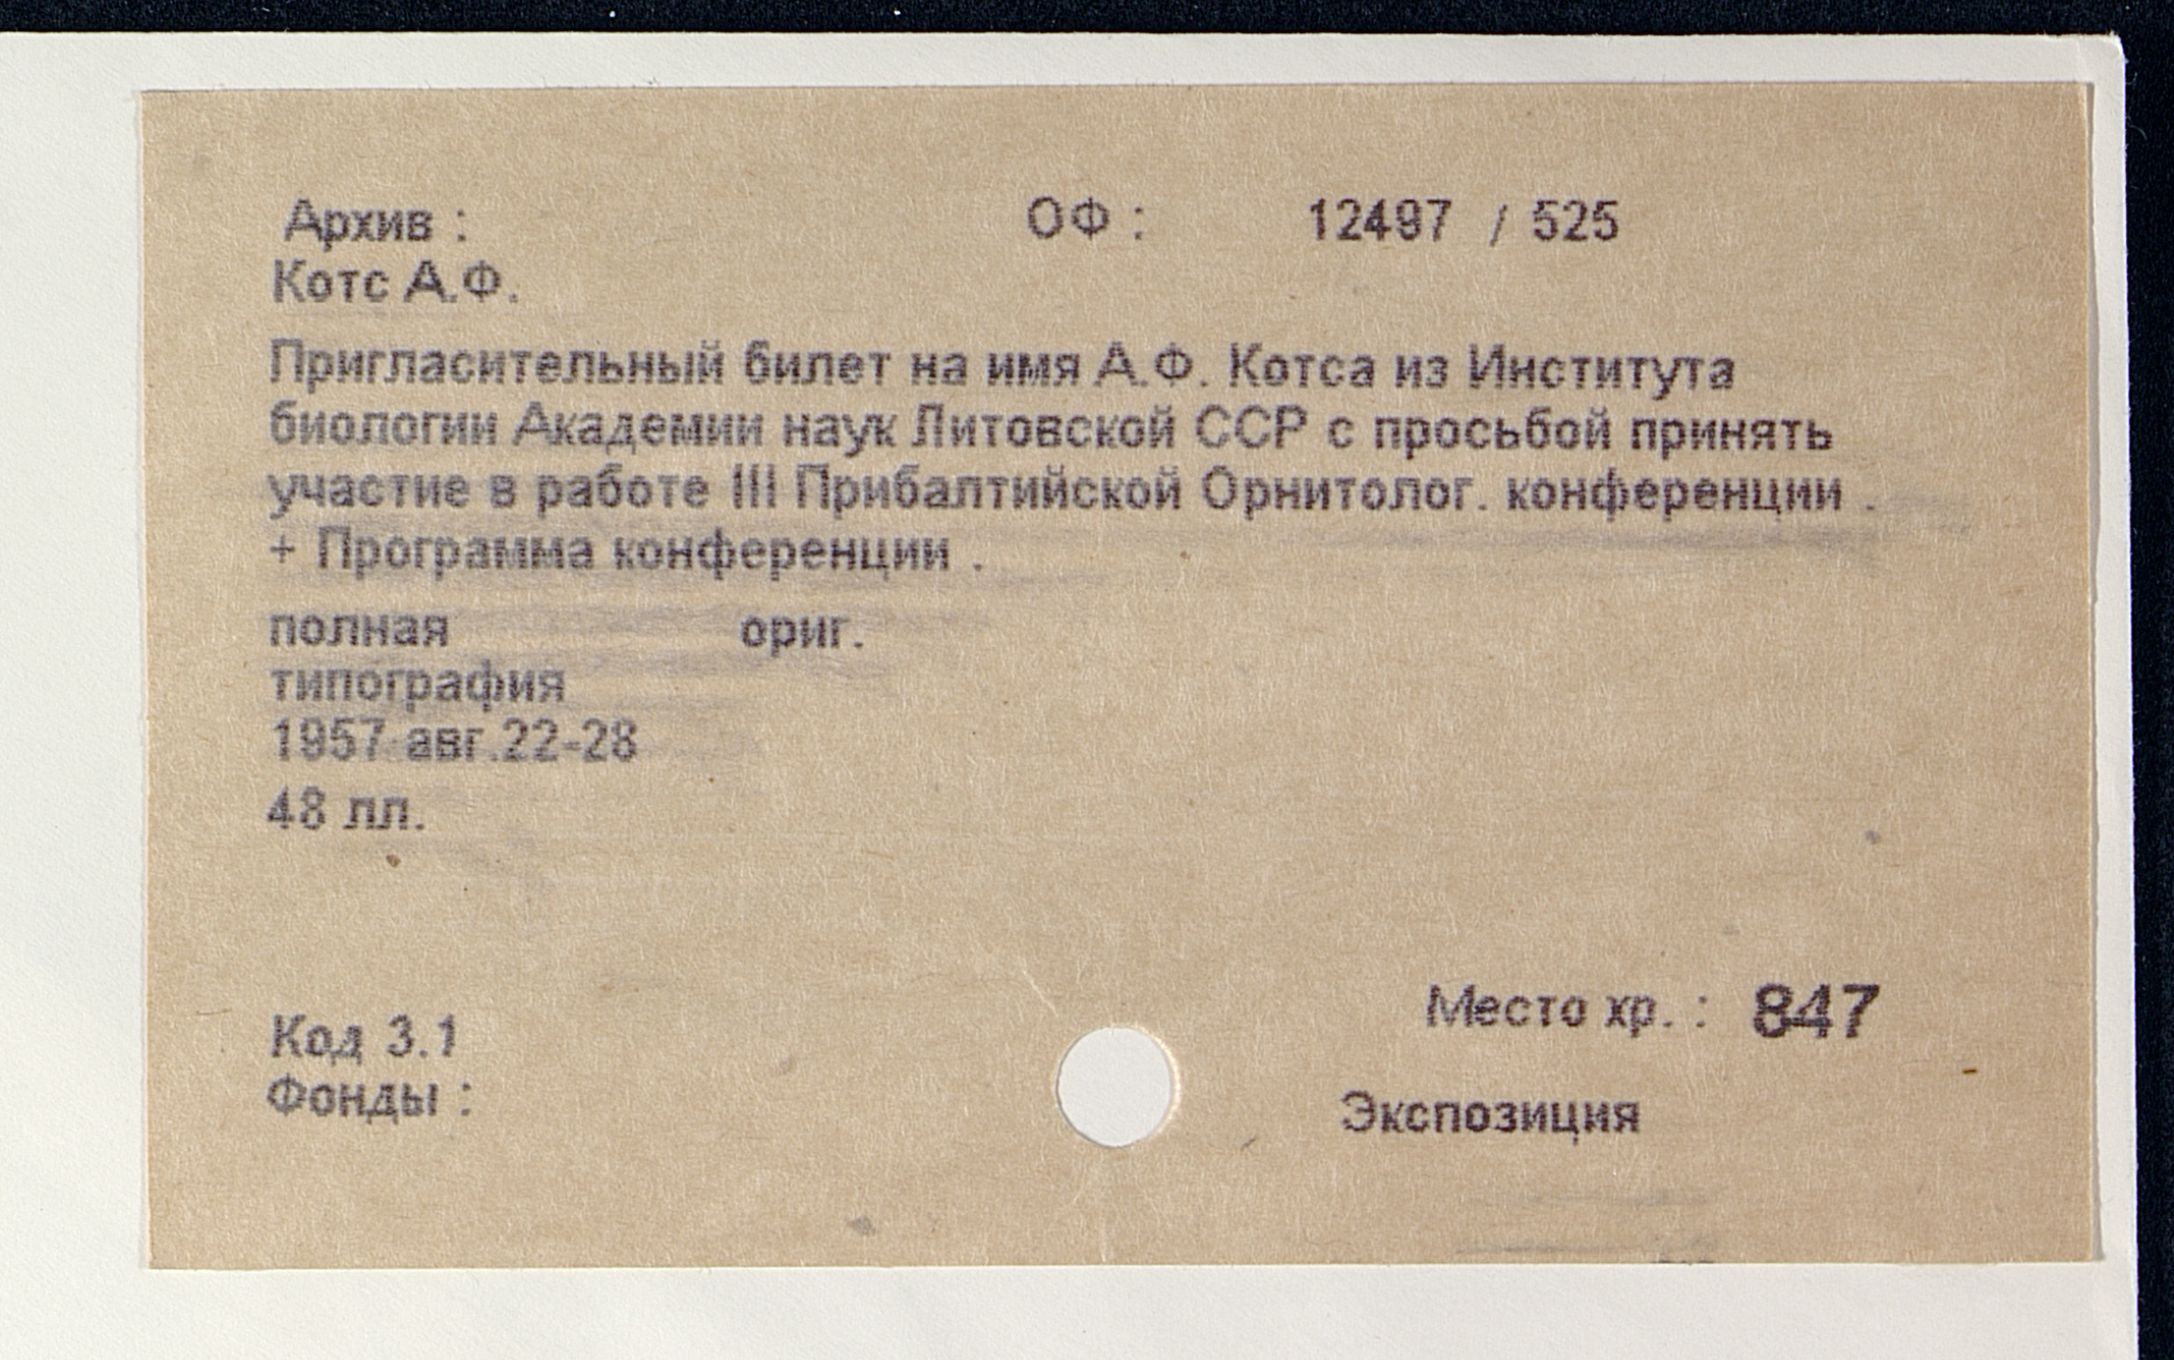 Архив : ОФ : 12497 / 525
Котс А.Ф.
Пригласительный билет на имя А.Ф. Котса из Института
биологии Академии наук Литовской ССР с просьбой принять
участие в работе III Прибалтийской Орнитолог. конференции .
+ Программа конференции .
полная ориг.
типография
1957 авг.22-28
48 лл.
Место хр. : 847
Код 3.1
Фонды :
Экспозиция